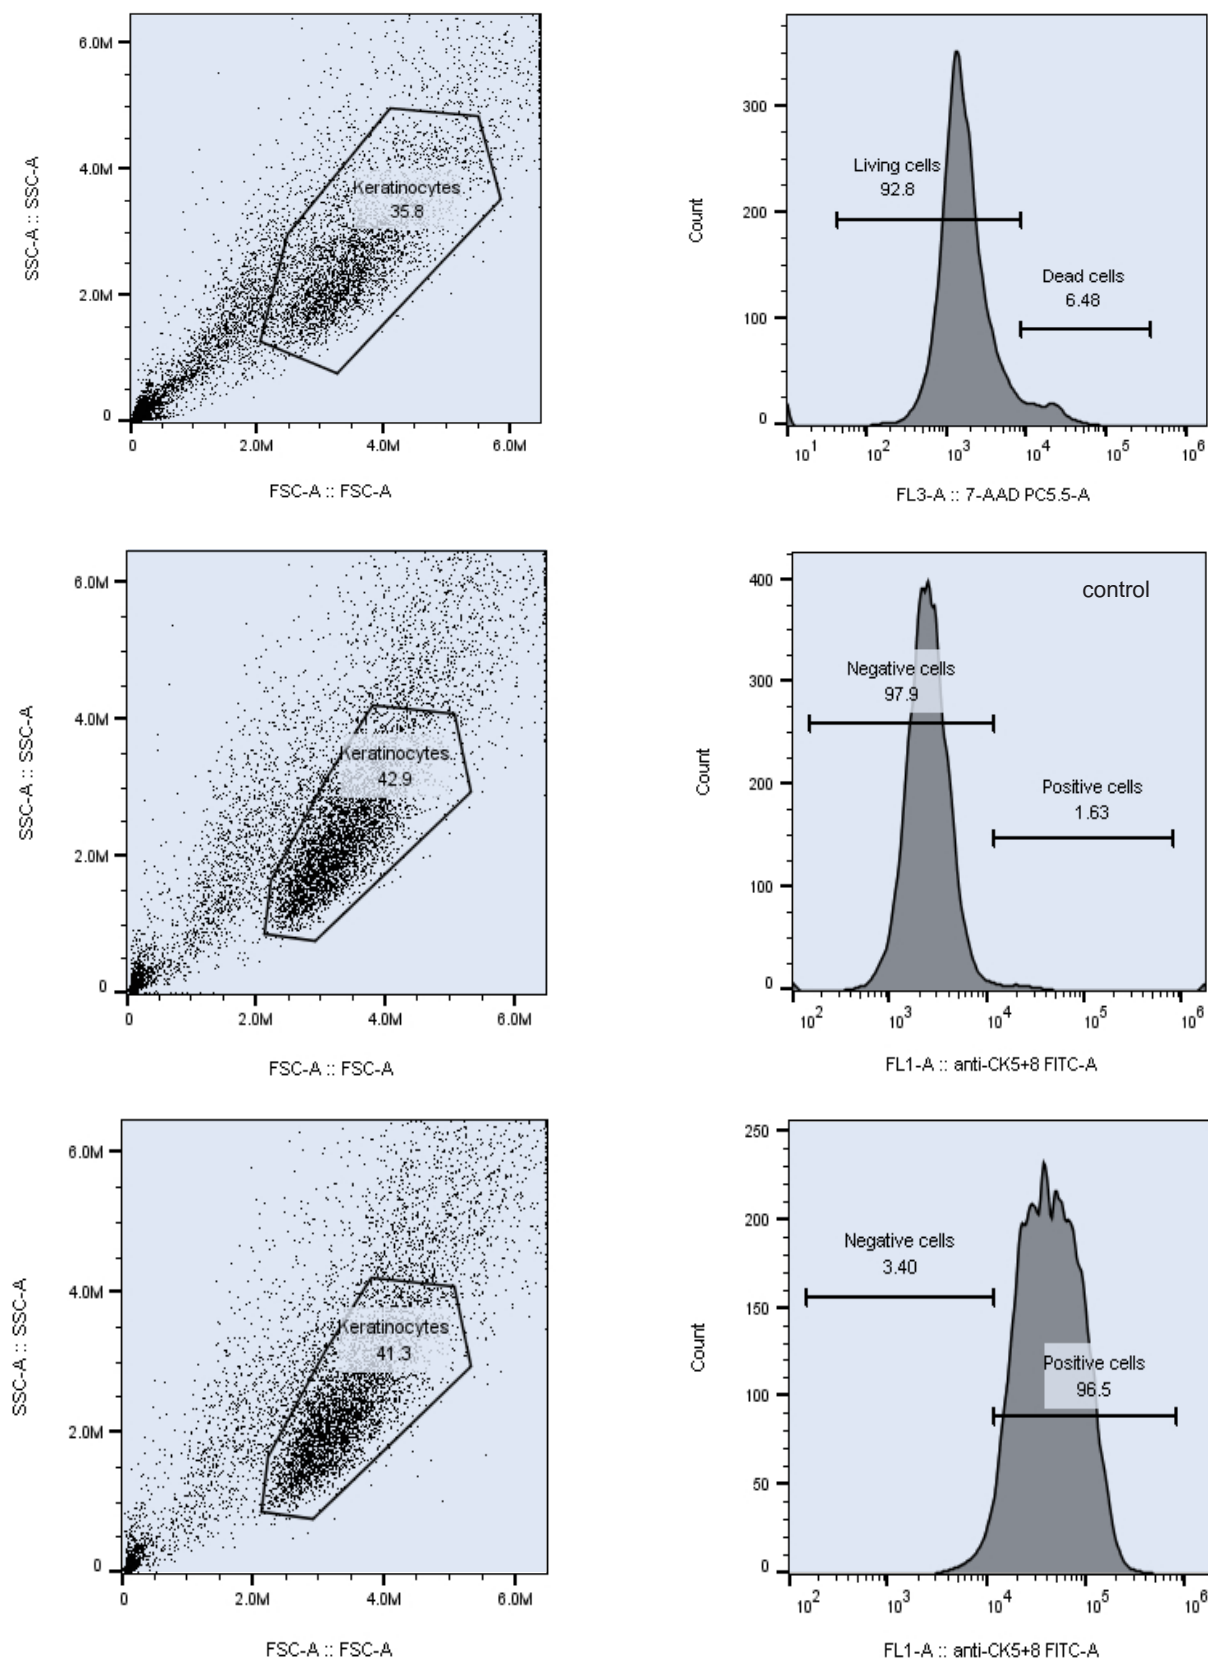 6.0M
4.0M
2.0M
0
SSC-A :: SSC-A
Keratinocytes
35.8
0
2.0M
4.0M
6.0M
FSC-A :: FSC-A
300
200
100
0
Count
Living cells
92.8
Dead cells
6.48
10^1
10^2
10^3
10^4
10^5
10^6
FL3-A :: 7-AAD PC5.5-A
6.0M
4.0M
2.0M
0
SSC-A :: SSC-A
Keratinocytes
42.9
0
2.0M
4.0M
6.0M
FSC-A :: FSC-A
400
300
200
100
0
Count
control
Negative cells
97.9
Positive cells
1.63
10^2
10^3
10^4
10^5
10^6
FL1-A :: anti-CK5+8 FITC-A
6.0M
4.0M
2.0M
0
SSC-A :: SSC-A
Keratinocytes
41.3
0
2.0M
4.0M
6.0M
FSC-A :: FSC-A
250
200
150
100
50
0
Count
Negative cells
3.40
Positive cells
96.5
10^2
10^3
10^4
10^5
10^6
FL1-A :: anti-CK5+8 FITC-A